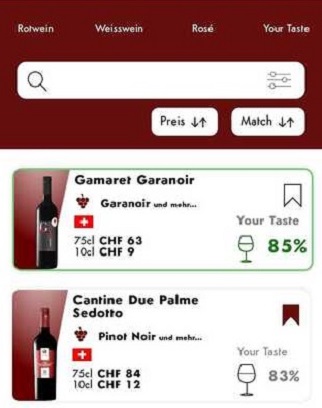 Rotwein Weisswein Rosé Your Taste
Preis ↓↑ Match ↓↑
Gamaret Garanoir
Garanoir und mehr...
Your Taste
75cl CHF 63
10cl CHF 9
85%
Cantine Due Palme
Sedotto
Pinot Noir und mehr...
Your Taste
75cl CHF 84
10cl CHF 12
83%